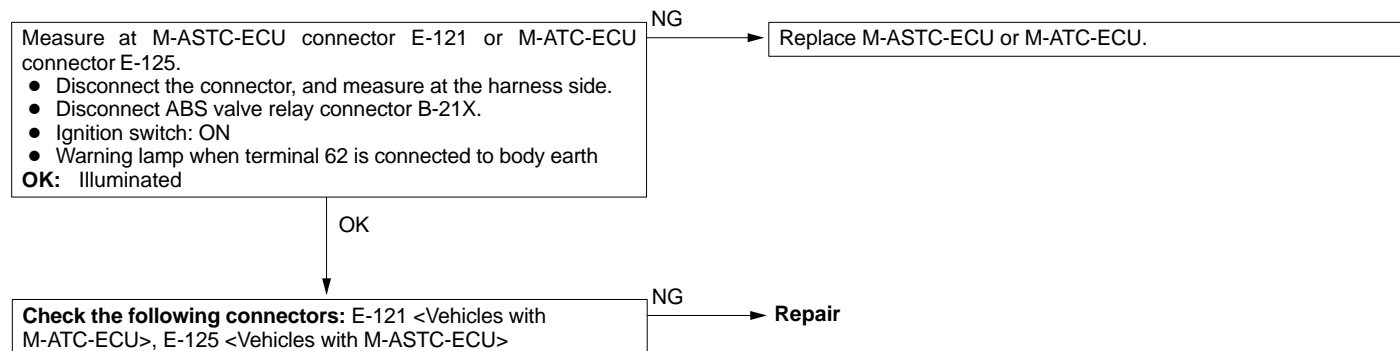 NG
Measure at M-ASTC-ECU connector E-121 or M-ATC-ECU
connector E-125.
● Disconnect the connector, and measure at the harness side.
● Disconnect ABS valve relay connector B-21X.
● Ignition switch: ON
● Warning lamp when terminal 62 is connected to body earth
OK: Illuminated
Replace M-ASTC-ECU or M-ATC-ECU.
OK
NG
Check the following connectors: E-121 <Vehicles with
M-ATC-ECU>, E-125 <Vehicles with M-ASTC-ECU>
Repair